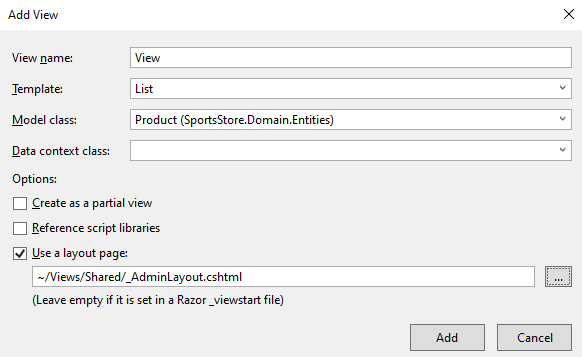 Add View
View name: View
Template: List
Model class: Product (SportsStore.Domain.Entities)
Data context class:
Options:
Create as a partial view
Reference script libraries
Use a layout page:
~/Views/Shared/_AdminLayout.cshtml ...
(Leave empty if it is set in a Razor _viewstart file)
Add Cancel